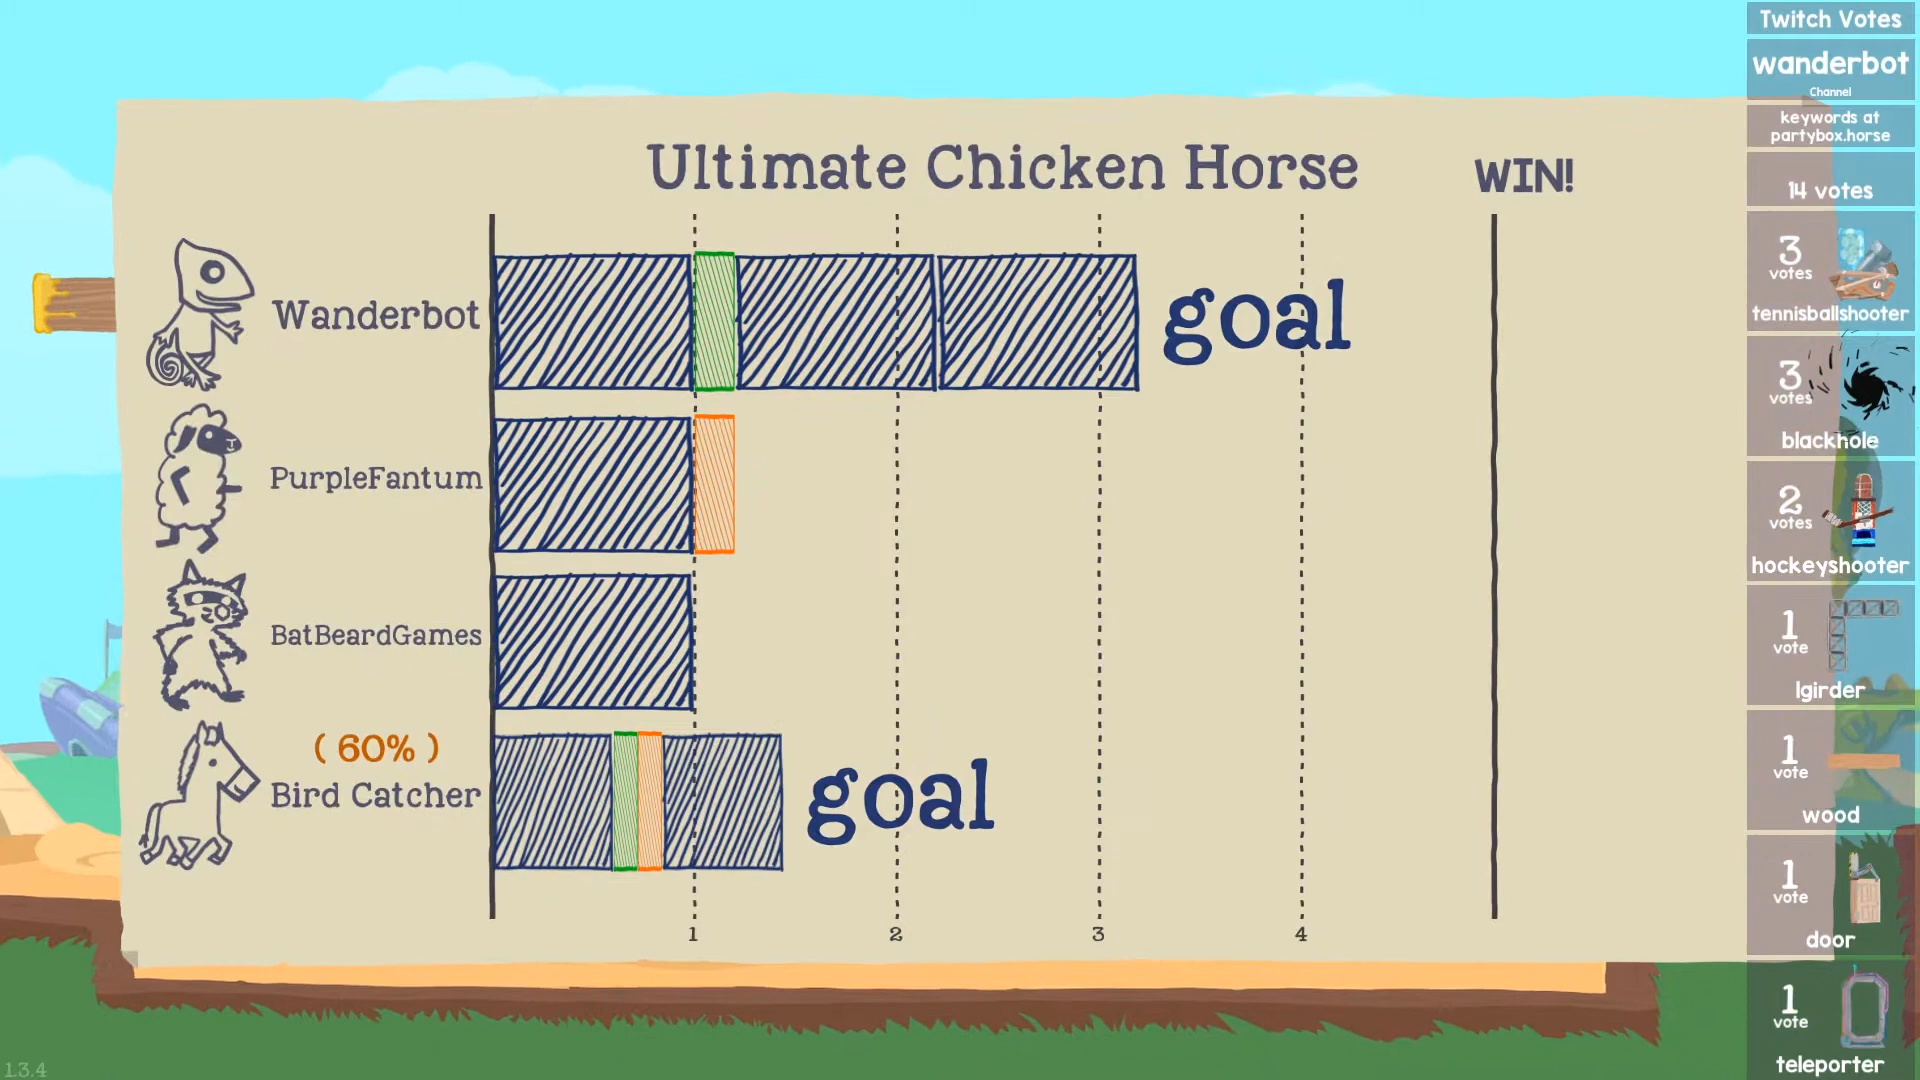 Ultimate Chicken Horse
WIN!
Wanderbot
goal
PurpleFantum
BatBeardGames
( 60% )
Bird Catcher
goal
1 2 3 4
1.3.4
Twitch Votes
wanderbot
Channel
keywords at
partybox.horse
14 votes
3
votes
tennisballshooter
3
votes
blackhole
2
votes
hockeyshooter
1
vote
lgirder
1
vote
wood
1
vote
door
1
vote
teleporter